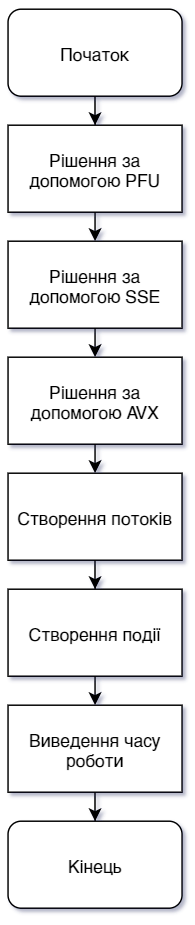 Початок
Рішення за
допомогою PFU
Рішення за
допомогою SSE
Рішення за
допомогою AVX
Створення потоків
Створення події
Виведення часу
роботи
Кінець